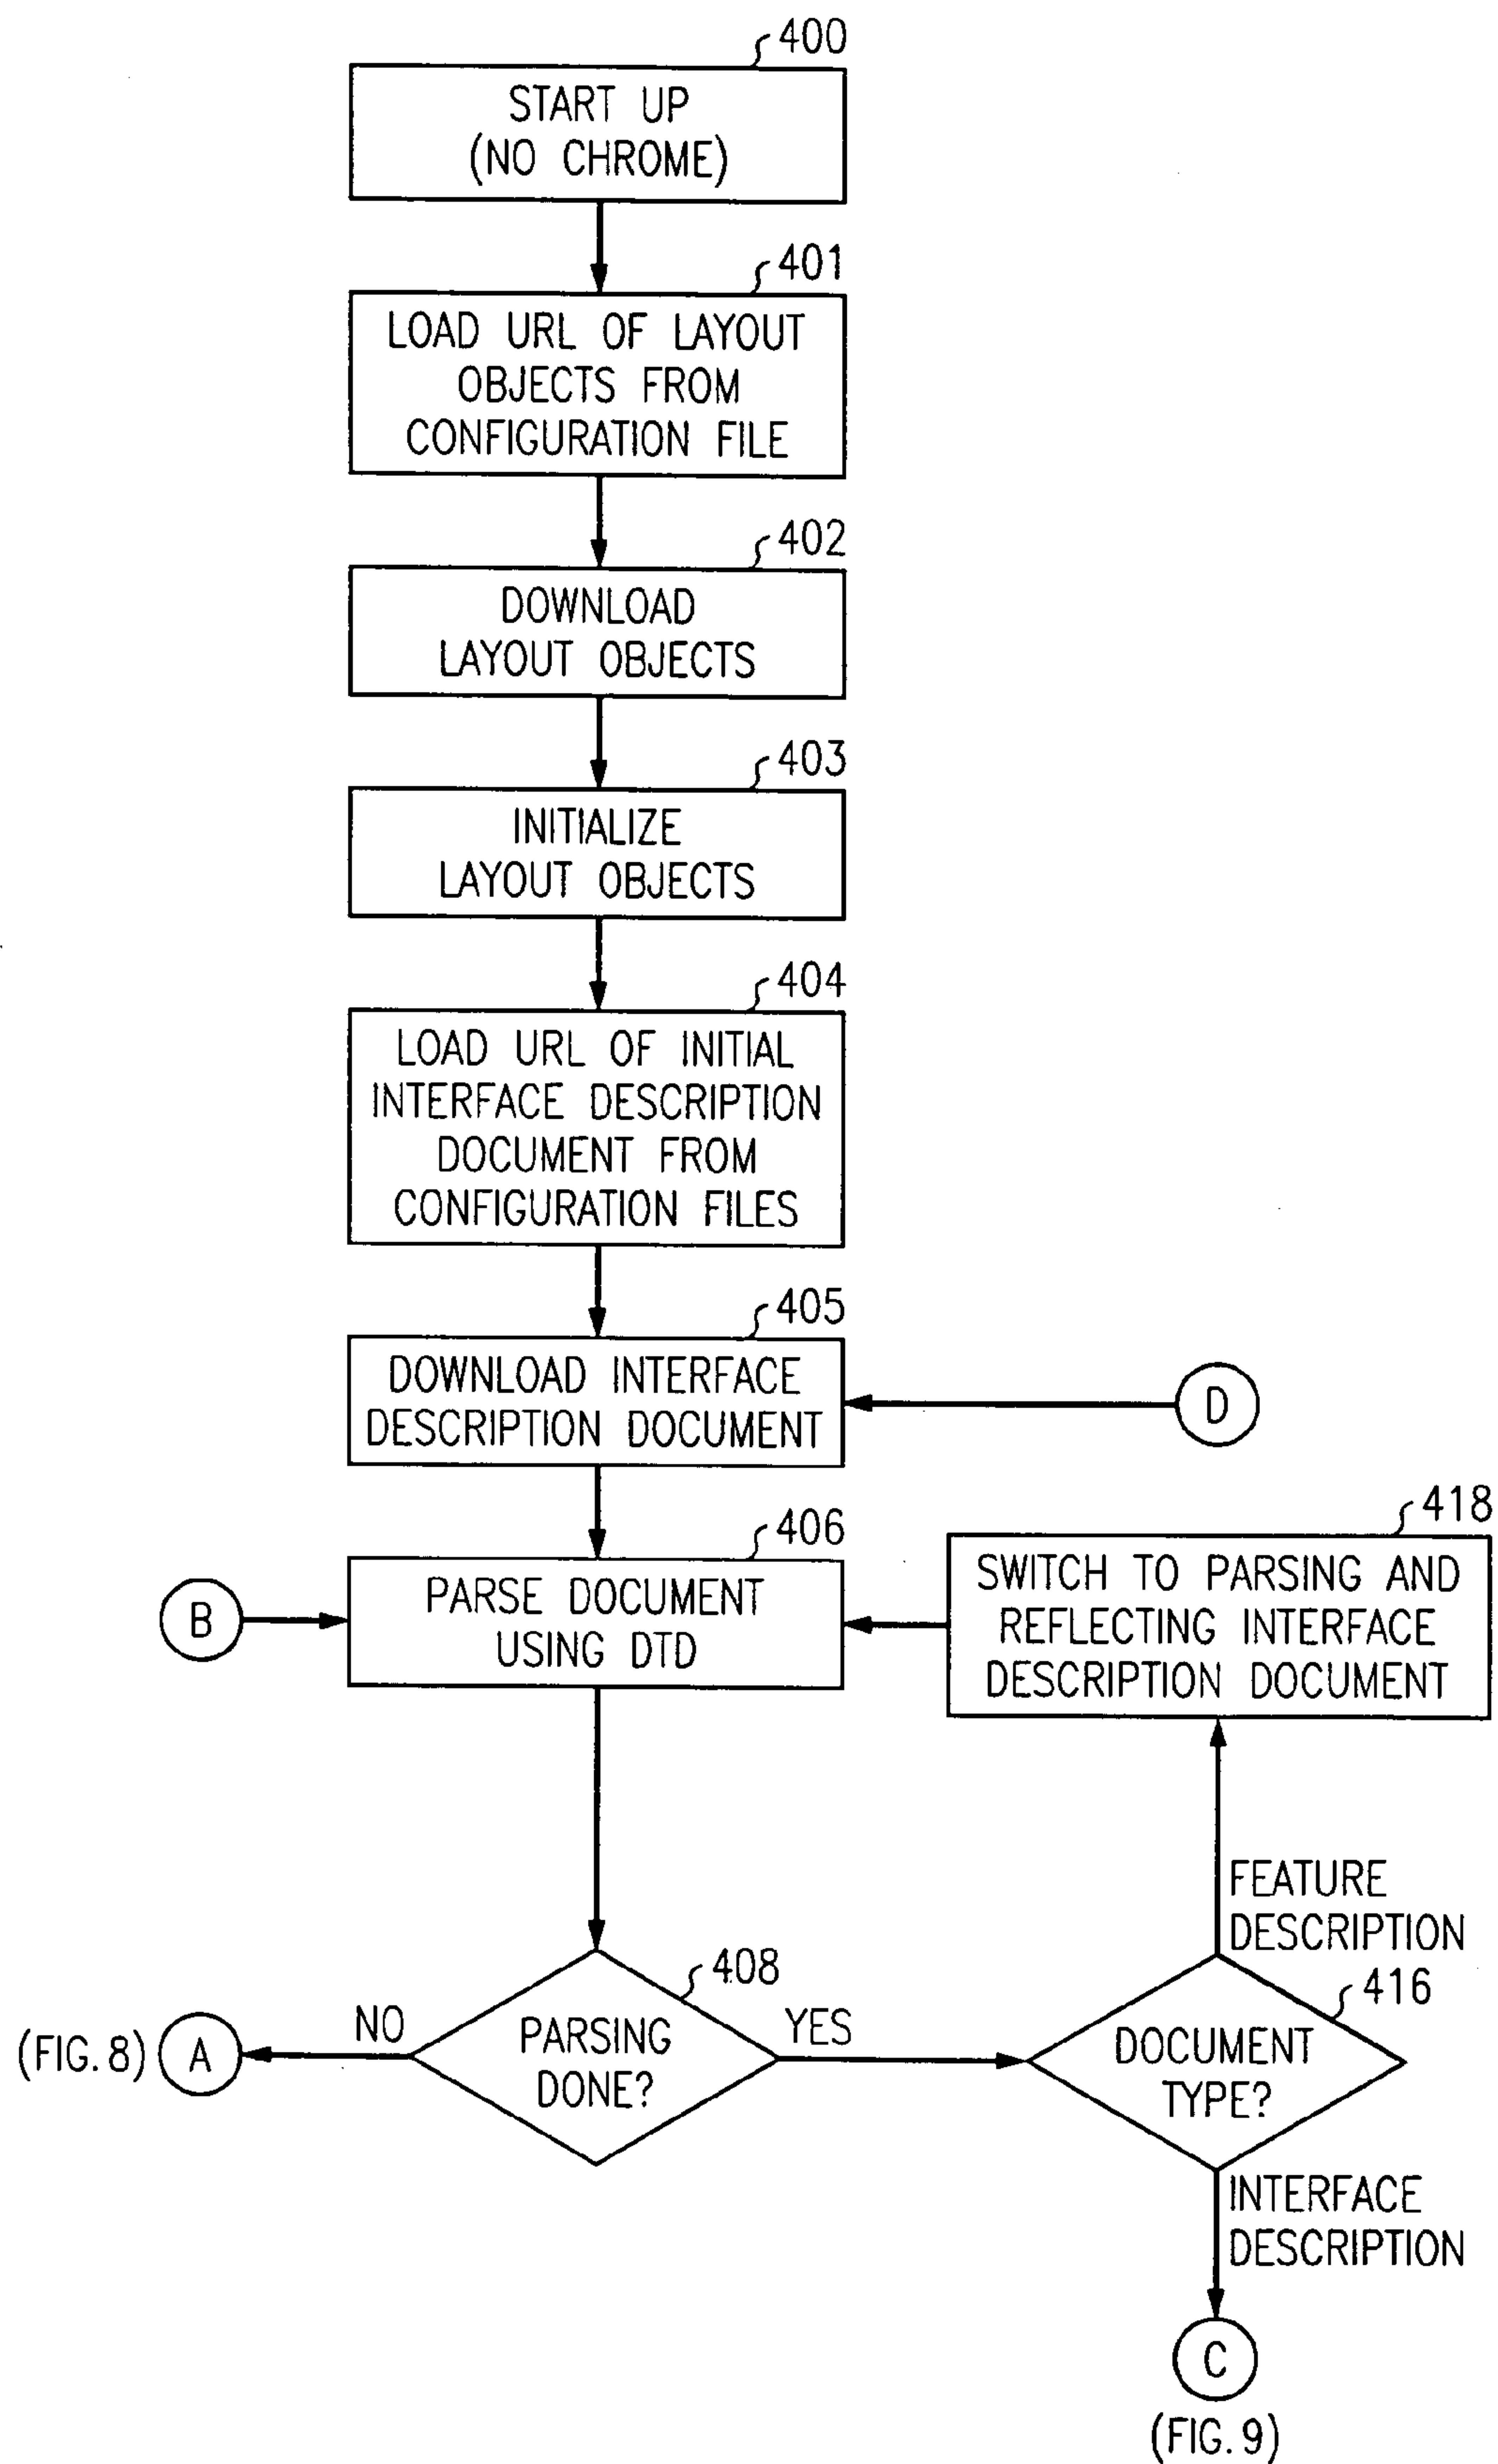 400
START UP
(NO CHROME)
401
LOAD URL OF LAYOUT
OBJECTS FROM
CONFIGURATION FILE
402
DOWNLOAD
LAYOUT OBJECTS
403
INITIALIZE
LAYOUT OBJECTS
404
LOAD URL OF INITIAL
INTERFACE DESCRIPTION
DOCUMENT FROM
CONFIGURATION FILES
405
DOWNLOAD INTERFACE
DESCRIPTION DOCUMENT
D
406
PARSE DOCUMENT
USING DTD
B
418
SWITCH TO PARSING AND
REFLECTING INTERFACE
DESCRIPTION DOCUMENT
FEATURE
DESCRIPTION
408
PARSING
DONE?
NO
(FIG. 8) A
YES
416
DOCUMENT
TYPE?
INTERFACE
DESCRIPTION
C
(FIG. 9)